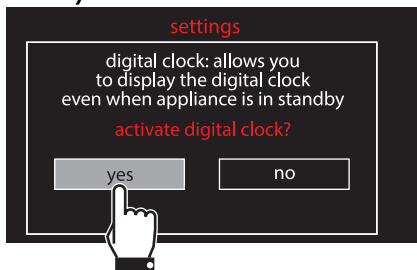 settings
digital clock: allows you
to display the digital clock
even when appliance is in standby
activate digital clock?
yes
no